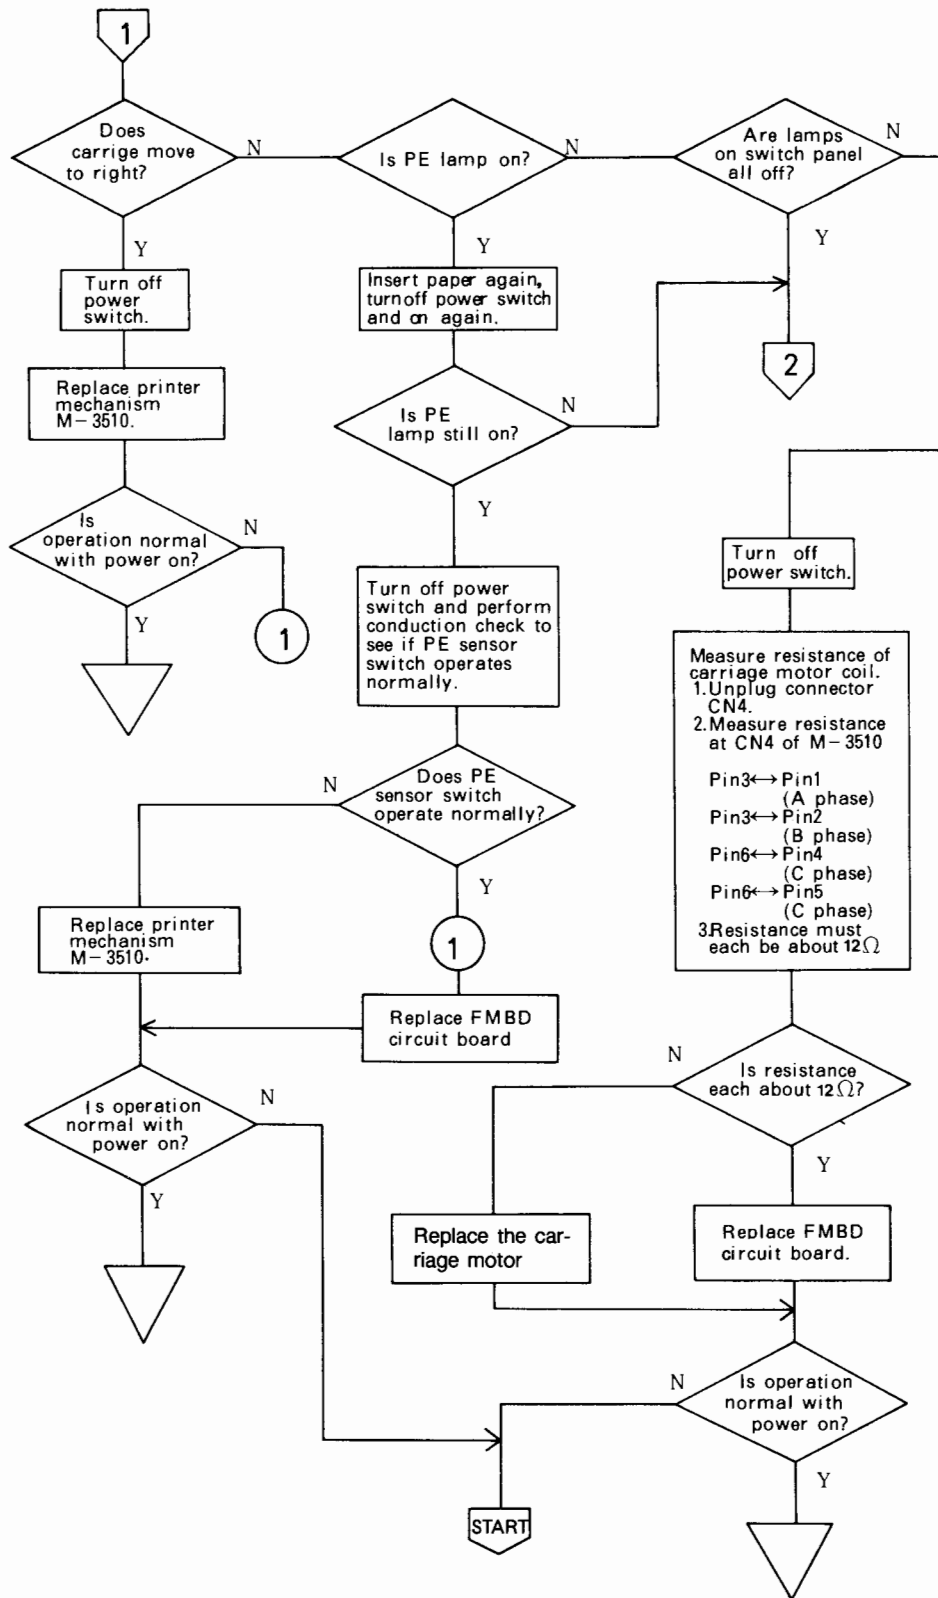 1
Does
carrige move
to right?
N
Y
Is PE lamp on?
N
Y
Are lamps
on switch panel
all off?
N
Y
Turn off
power
switch.
Insert paper again,
turnoff power switch
and on again.
2
Replace printer
mechanism
M-3510.
Is PE
lamp still on?
N
Y
Is
operation normal
with power on?
N
Y
1
Turn off power
switch and perform
conduction check to
see if PE sensor
switch operates
normally.
Turn off
power switch.
Measure resistance of
carriage motor coil.
1.Unplug connector
CN4.
2.Measure resistance
at CN4 of M-3510
Pin3↔Pin1
(A phase)
Pin3↔Pin2
(B phase)
Pin6↔Pin4
(C phase)
Pin6↔Pin5
(C phase)
3.Resistance must
each be about 12Ω
Does PE
sensor switch
operate normally?
N
Y
Replace printer
mechanism
M-3510.
1
Replace FMBD
circuit board
Is operation
normal with
power on?
N
Y
Is resistance
each about 12Ω?
N
Y
Replace the car-
riage motor
Replace FMBD
circuit board.
Is operation
normal with
power on?
N
Y
START